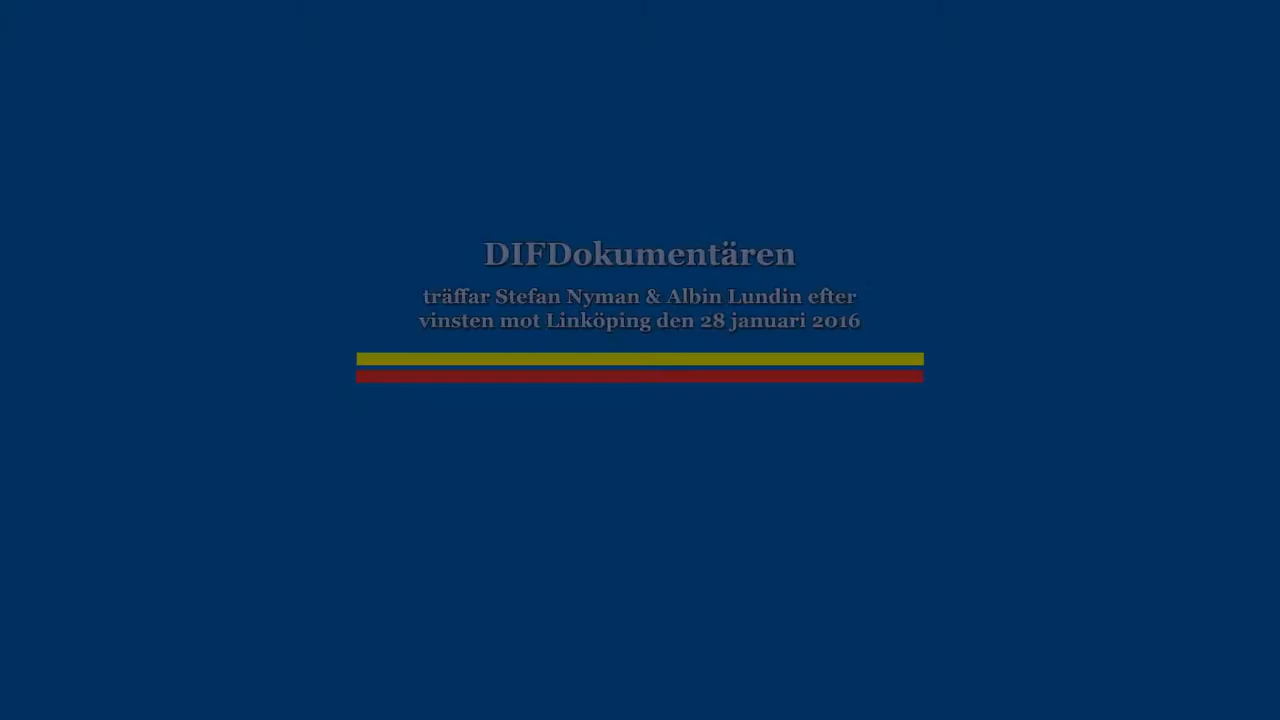 DIFDokumentären
träffar Stefan Nyman & Albin Lundin efter
vinsten mot Linköping den 28 januari 2016